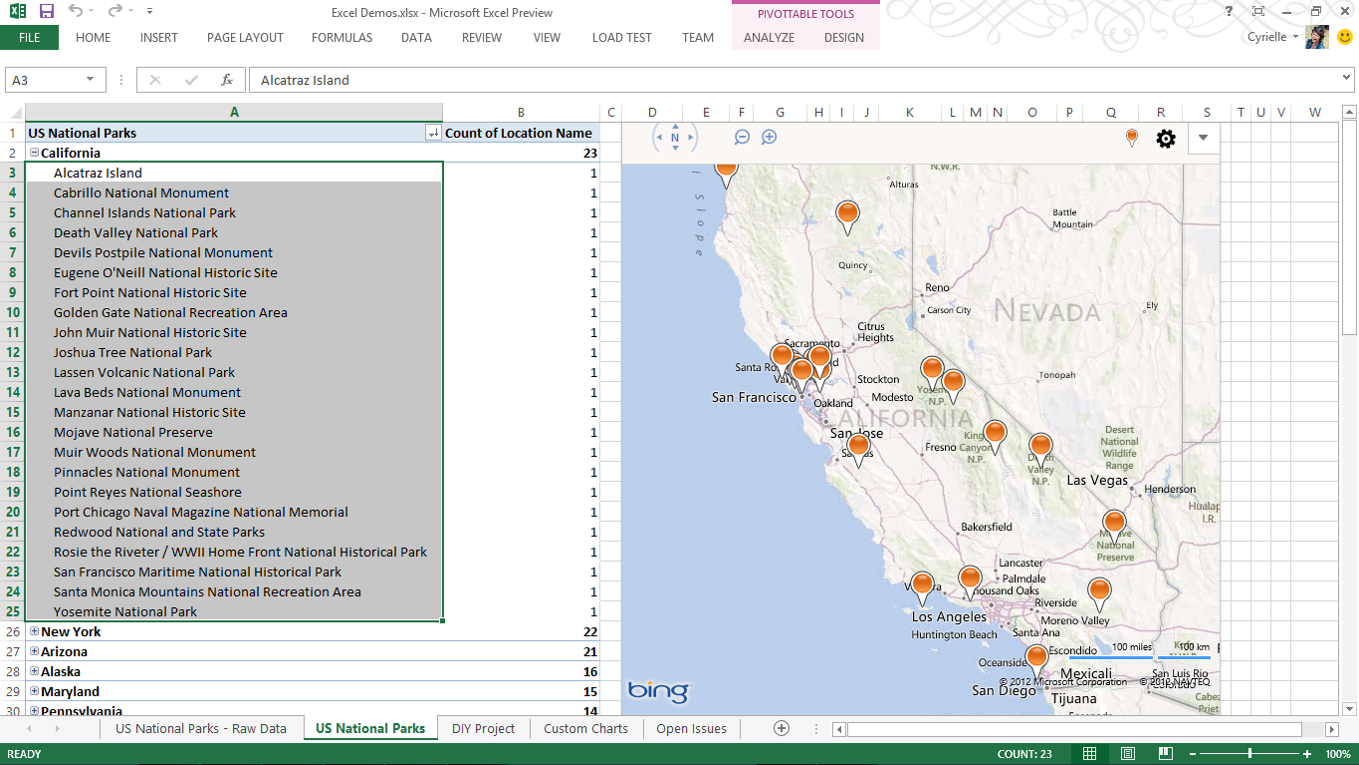 Excel Demos.xlsx - Microsoft Excel Preview
PIVOTTABLE TOOLS
?
FILE HOME INSERT PAGE LAYOUT FORMULAS DATA REVIEW VIEW LOAD TEST TEAM ANALYZE DESIGN
Cyrielle
A3 fx Alcatraz Island
A B C D E F G H I J K L M N O P Q R S T U V W
1 US National Parks Count of Location Name
2 California 23
3 Alcatraz Island 1
4 Cabrillo National Monument 1
5 Channel Islands National Park 1
6 Death Valley National Park 1
7 Devils Postpile National Monument 1
8 Eugene O'Neill National Historic Site 1
9 Fort Point National Historic Site 1
10 Golden Gate National Recreation Area 1
11 John Muir National Historic Site 1
12 Joshua Tree National Park 1
13 Lassen Volcanic National Park 1
14 Lava Beds National Monument 1
15 Manzanar National Historic Site 1
16 Mojave National Preserve 1
17 Muir Woods National Monument 1
18 Pinnacles National Monument 1
19 Point Reyes National Seashore 1
20 Port Chicago Naval Magazine National Memorial 1
21 Redwood National and State Parks 1
22 Rosie the Riveter / WWII Home Front National Historical Park 1
23 San Francisco Maritime National Historical Park 1
24 Santa Monica Mountains National Recreation Area 1
25 Yosemite National Park 1
26 New York 22
27 Arizona 21
28 Alaska 16
29 Maryland 15
30 Pennsylvania 14
N
N.W.R.
Alturas
Slope
Battle
Mountain
Quincy
Reno
Carson City
NEVADA
Ely
Citrus
Heights
Sacramento
Santa
Tonopah
Stockton
Modesto
San Francisco
Oakland
CALIFORNIA
San Jose
Fresno
Canyon
N.P.
Valley
N.P.
Desert
National
Wildlife
Range
Las Vegas
Henderson
I.R.
Bakersfield
National
Preserve
Lancaster
Palmdale
Thousand Oaks
Riverside
Los Angeles
Moreno Valley
Huntington Beach
Santa Ana
Escondido
100 miles
100 km
Oceanside
Mexicali
San Luis Rio
© 2012 Microsoft Corporation © 2012 NAVTEQ
San Diego
Tijuana
bing
US National Parks - Raw Data US National Parks DIY Project Custom Charts Open Issues
READY COUNT: 23 100%